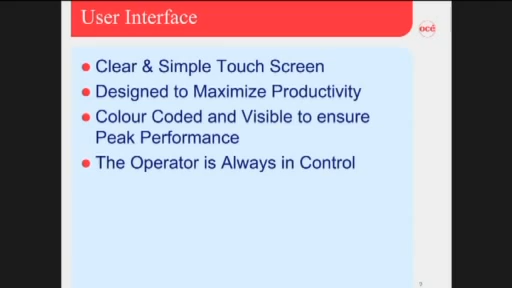 User Interface
océ
Clear & Simple Touch Screen
Designed to Maximize Productivity
Colour Coded and Visible to ensure
Peak Performance
The Operator is Always in Control